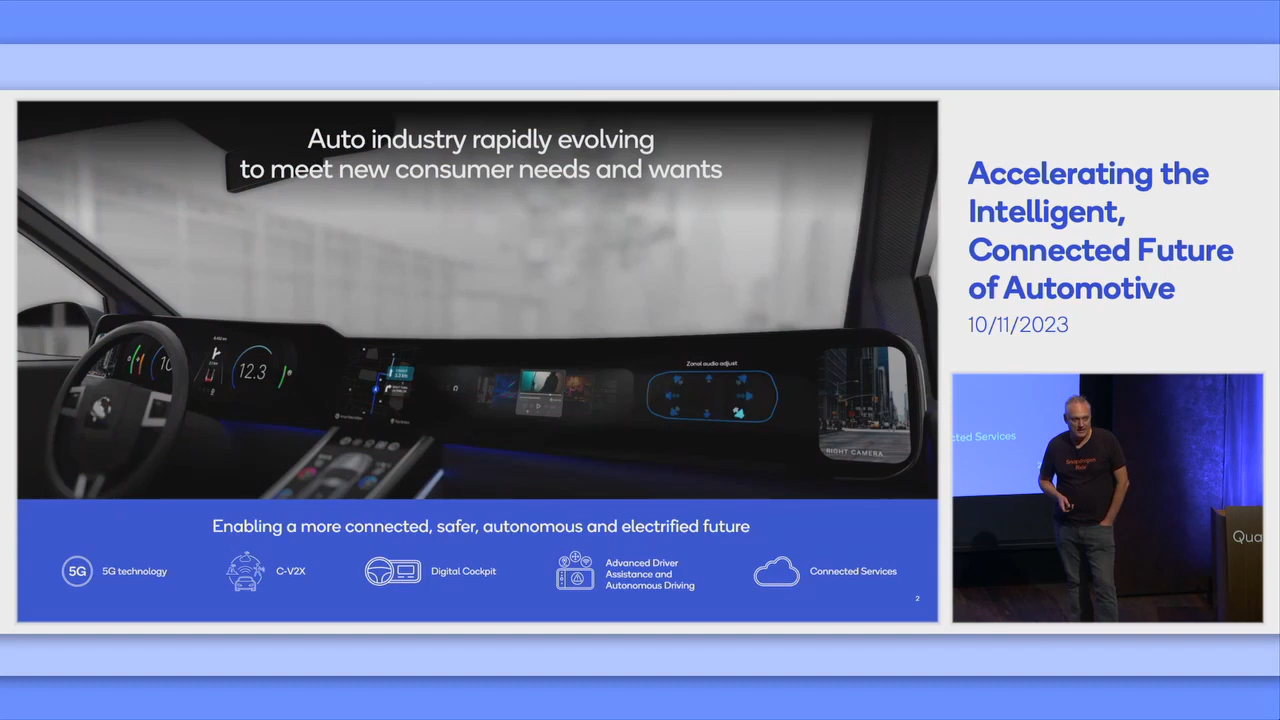 Auto industry rapidly evolving
to meet new consumer needs and wants
12.3
Zonal audio adjust
RIGHT CAMERA
Enabling a more connected, safer, autonomous and electrified future
5G
5G technology
C-V2X
Digital Cockpit
Advanced Driver
Assistance and
Autonomous Driving
Connected Services
2
Accelerating the
Intelligent,
Connected Future
of Automotive
10/11/2023
cted Services
Snapdragon
Qua